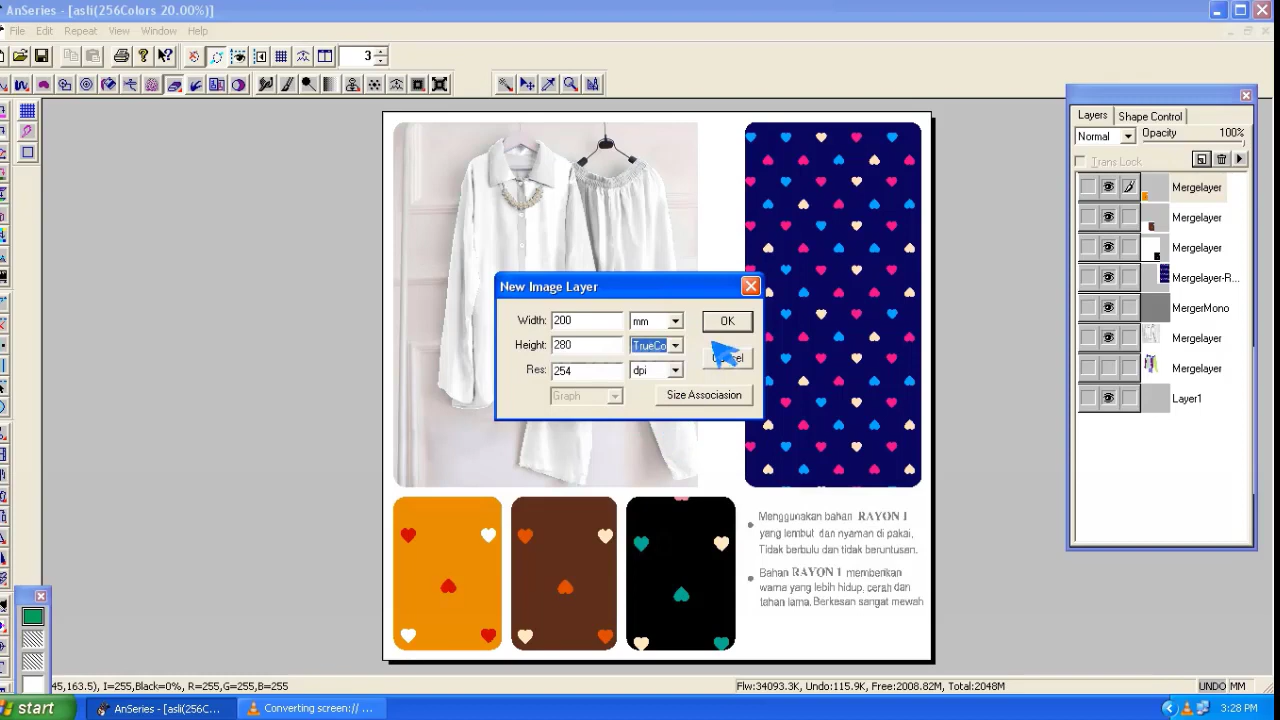 AnSeries - [asli(256Colors 20.00%)]
File Edit Repeat View Window Help
3
Layers Shape Control
Normal Opacity 100%
Trans Lock
Mergelayer
Mergelayer
Mergelayer
Mergelayer-R...
MergerMono
Mergelayer
Mergelayer
Layer1
New Image Layer
Width: 200 mm OK
Height: 280 TrueCo
Res: 254 dpi
Graph Size Associasion
Menggunakan bahan RAYON 1
yang lembut dan nyaman di pakai,
Tidak berbulu dan tidak beruntusan.
Bahan RAYON 1 memberikan
warna yang lebih hidup, cerah dan
tahan lama. Berkesan sangat mewah
45,163.5), I=255,Black=0%, R=255,G=255,B=255
Flw:34093.3K, Undo:115.9K, Free:2008.82M, Total:2048M
UNDO MM
start
AnSeries - [asli(256C...
Converting screen:// ...
3:28 PM